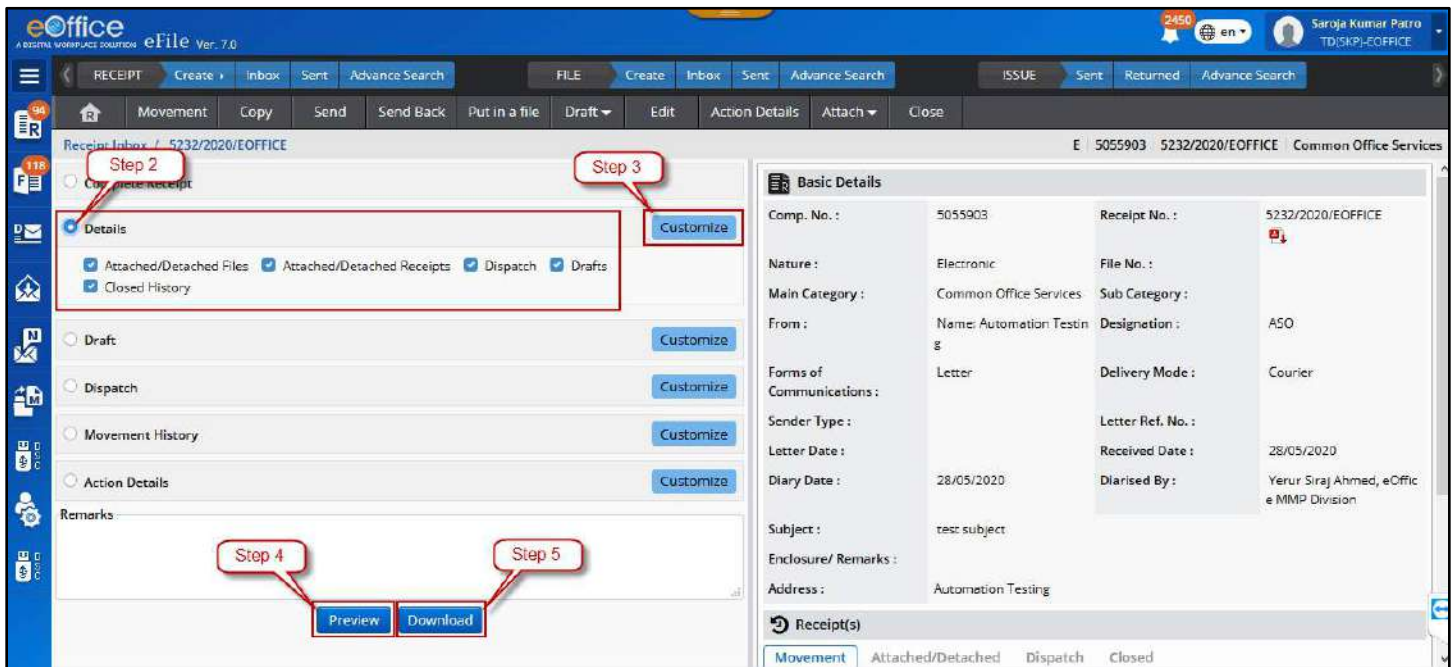 eOffice
A DIGITAL WORKPLACE SOLUTION eFile Ver. 7.0
2450
en
Saroja Kumar Patro
TD(SKP)-EOFFICE
RECEIPT Create Inbox Sent Advance Search FILE Create Inbox Sent Advance Search ISSUE Sent Returned Advance Search
94
R Movement Copy Send Send Back Put in a file Draft Edit Action Details Attach Close
Receipt Inbox / 5232/2020/EOFFICE E 5055903 5232/2020/EOFFICE Common Office Services
118
Step 2
Step 3
Complete Receipt
Details Customize
Attached/Detached Files Attached/Detached Receipts Dispatch Drafts
Closed History
Draft Customize
Dispatch Customize
Movement History Customize
Action Details Customize
Remarks
Step 4
Step 5
Preview Download
Basic Details
Comp. No. : 5055903 Receipt No. : 5232/2020/EOFFICE
Nature : Electronic File No. :
Main Category : Common Office Services Sub Category :
From : Name: Automation Testin Designation : ASO
g
Forms of Letter Delivery Mode : Courier
Communications :
Sender Type : Letter Ref. No. :
Letter Date : Received Date : 28/05/2020
Diary Date : 28/05/2020 Diarised By : Yerur Siraj Ahmed, eOffic
e MMP Division
Subject : test subject
Enclosure/ Remarks :
Address : Automation Testing
Receipt(s)
Movement Attached/Detached Dispatch Closed